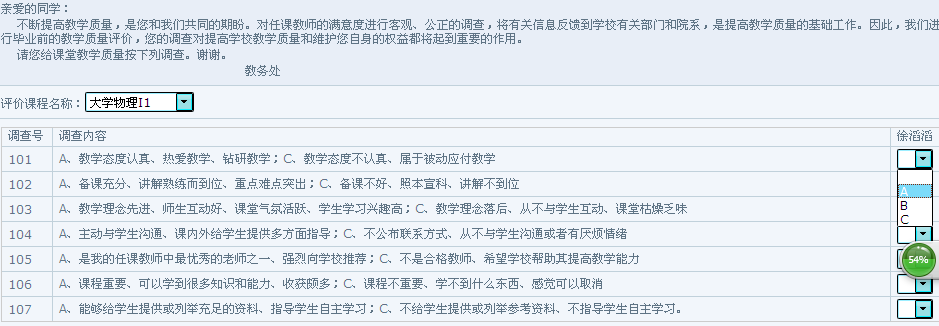 亲爱的同学：
不断提高教学质量，是您和我们共同的期盼。对任课教师的满意度进行客观、公正的调查，将有关信息反馈到学校有关部门和院系，是提高教学质量的基础工作。因此，我们进
行毕业前的教学质量评价，您的调查对提高学校教学质量和维护您自身的权益都将起到重要的作用。
请您给课堂教学质量按下列调查。谢谢。
教务处
评价课程名称： 大学物理I1
调查号 调查内容 徐滔滔
101 A、教学态度认真、热爱教学、钻研教学；C、教学态度不认真、属于被动应付教学
102 A、备课充分、讲解熟练而到位、重点难点突出；C、备课不好、照本宣科、讲解不到位
A
103 A、教学理念先进、师生互动好、课堂气氛活跃、学生学习兴趣高；C、教学理念落后、从不与学生互动、课堂枯燥乏味
B
C
104 A、主动与学生沟通、课内外给学生提供多方面指导；C、不公布联系方式、从不与学生沟通或者有厌烦情绪
105 A、是我的任课教师中最优秀的老师之一、强烈向学校推荐；C、不是合格教师、希望学校帮助其提高教学能力
54%
106 A、课程重要、可以学到很多知识和能力、收获颇多；C、课程不重要、学不到什么东西、感觉可以取消
107 A、能够给学生提供或列举充足的资料、指导学生自主学习；C、不给学生提供或列举参考资料、不指导学生自主学习。